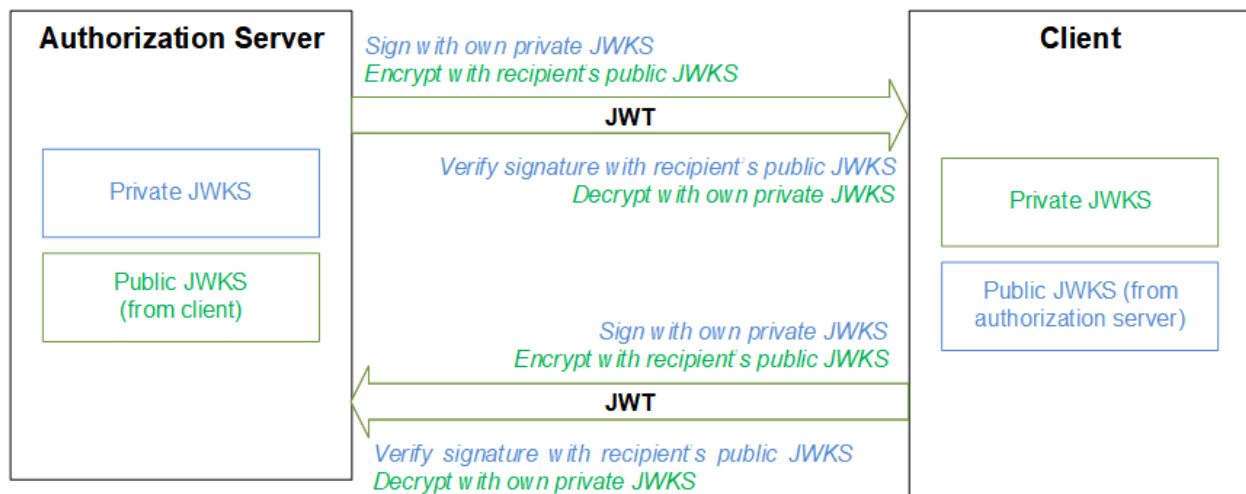 Authorization Server
Sign with own private JWKS
Encrypt with recipient's public JWKS
JWT
Verify signature with recipient's public JWKS
Decrypt with own private JWKS
Client
Private JWKS
Public JWKS
(from client)
Private JWKS
Public JWKS (from
authorization server)
Sign with own private JWKS
Encrypt with recipient's public JWKS
JWT
Verify signature with recipient's public JWKS
Decrypt with own private JWKS